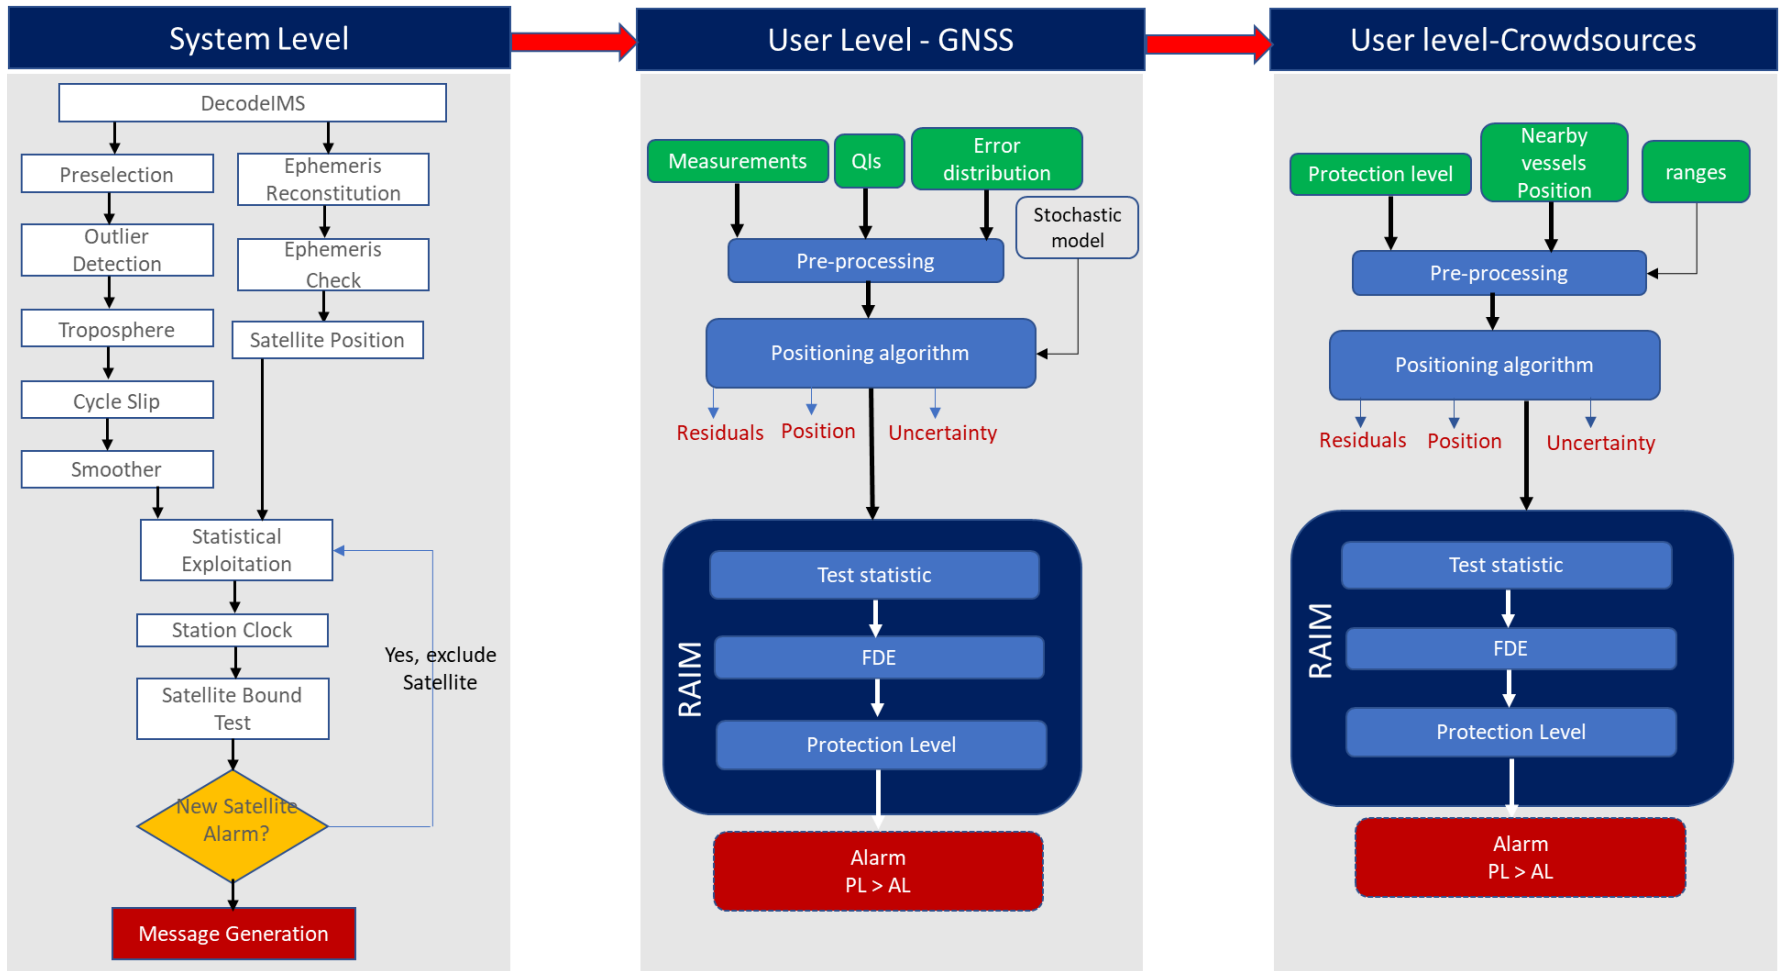 System Level
DecodeIMS
Preselection
Ephemeris
Reconstitution
Outlier
Detection
Ephemeris
Check
Troposphere
Satellite Position
Cycle Slip
Smoother
Statistical
Exploitation
Station Clock
Yes, exclude
Satellite
Satellite Bound
Test
New Satellite
Alarm?
Message Generation
User Level - GNSS
Measurements
QIs
Error
distribution
Stochastic
model
Pre-processing
Positioning algorithm
Residuals
Position
Uncertainty
RAIM
Test statistic
FDE
Protection Level
Alarm
PL > AL
User level-Crowdsources
Protection level
Nearby
vessels
Position
ranges
Pre-processing
Positioning algorithm
Residuals
Position
Uncertainty
RAIM
Test statistic
FDE
Protection Level
Alarm
PL > AL